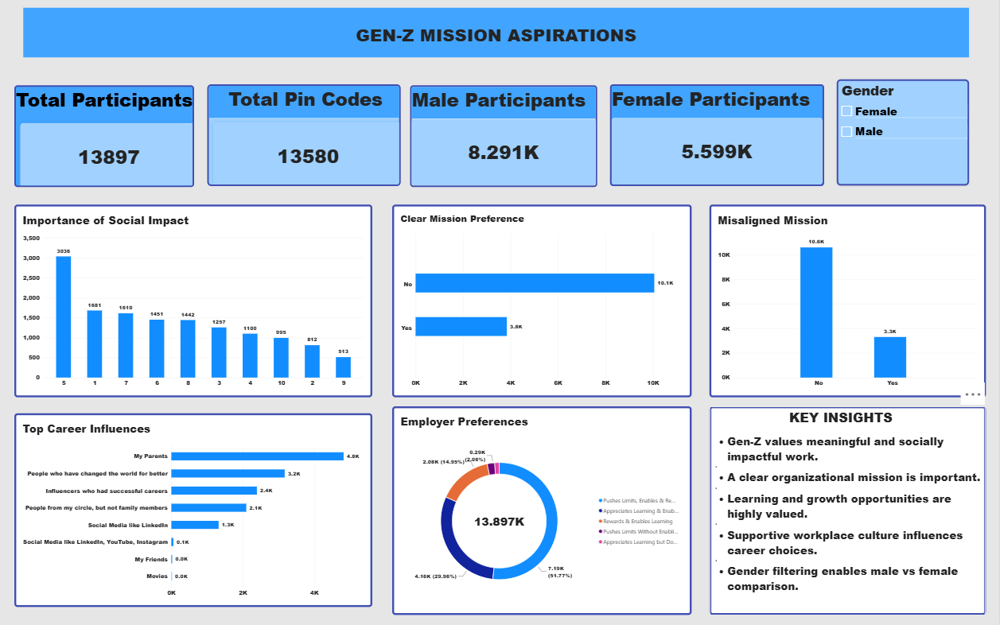 GEN-Z MISSION ASPIRATIONS
Total Participants
13897
Total Pin Codes
13580
Male Participants
8.291K
Female Participants
5.599K
Gender
Female
Male
Importance of Social Impact
3,500
3,000
2,500
2,000
1,500
1,000
500
0
3036
1681
1610
1451
1442
1257
1100
995
812
513
5 1 7 6 8 3 4 10 2 9
Clear Mission Preference
No 10.1K
Yes 3.8K
0K 2K 4K 6K 8K 10K
Misaligned Mission
10K
8K
6K
4K
2K
0K
10.6K
3.3K
No Yes
Top Career Influences
My Parents 4.8K
People who have changed the world for better 3.2K
Influencers who had successful careers 2.4K
People from my circle, but not family members 2.1K
Social Media like LinkedIn 1.3K
Social Media like LinkedIn, YouTube, Instagram 0.1K
My Friends 0.0K
Movies 0.0K
0K 2K 4K
Employer Preferences
0.29K
(2.06%)
2.08K (14.95%)
13.897K
4.16K (29.96%)
7.19K
(51.77%)
Pushes Limits, Enables & Re...
Appreciates Learning & Enab...
Rewards & Enables Learning
Pushes Limits Without Enabli...
Appreciates Learning but Do...
KEY INSIGHTS
• Gen-Z values meaningful and socially
impactful work.
• A clear organizational mission is important.
• Learning and growth opportunities are
highly valued.
• Supportive workplace culture influences
career choices.
• Gender filtering enables male vs female
comparison.